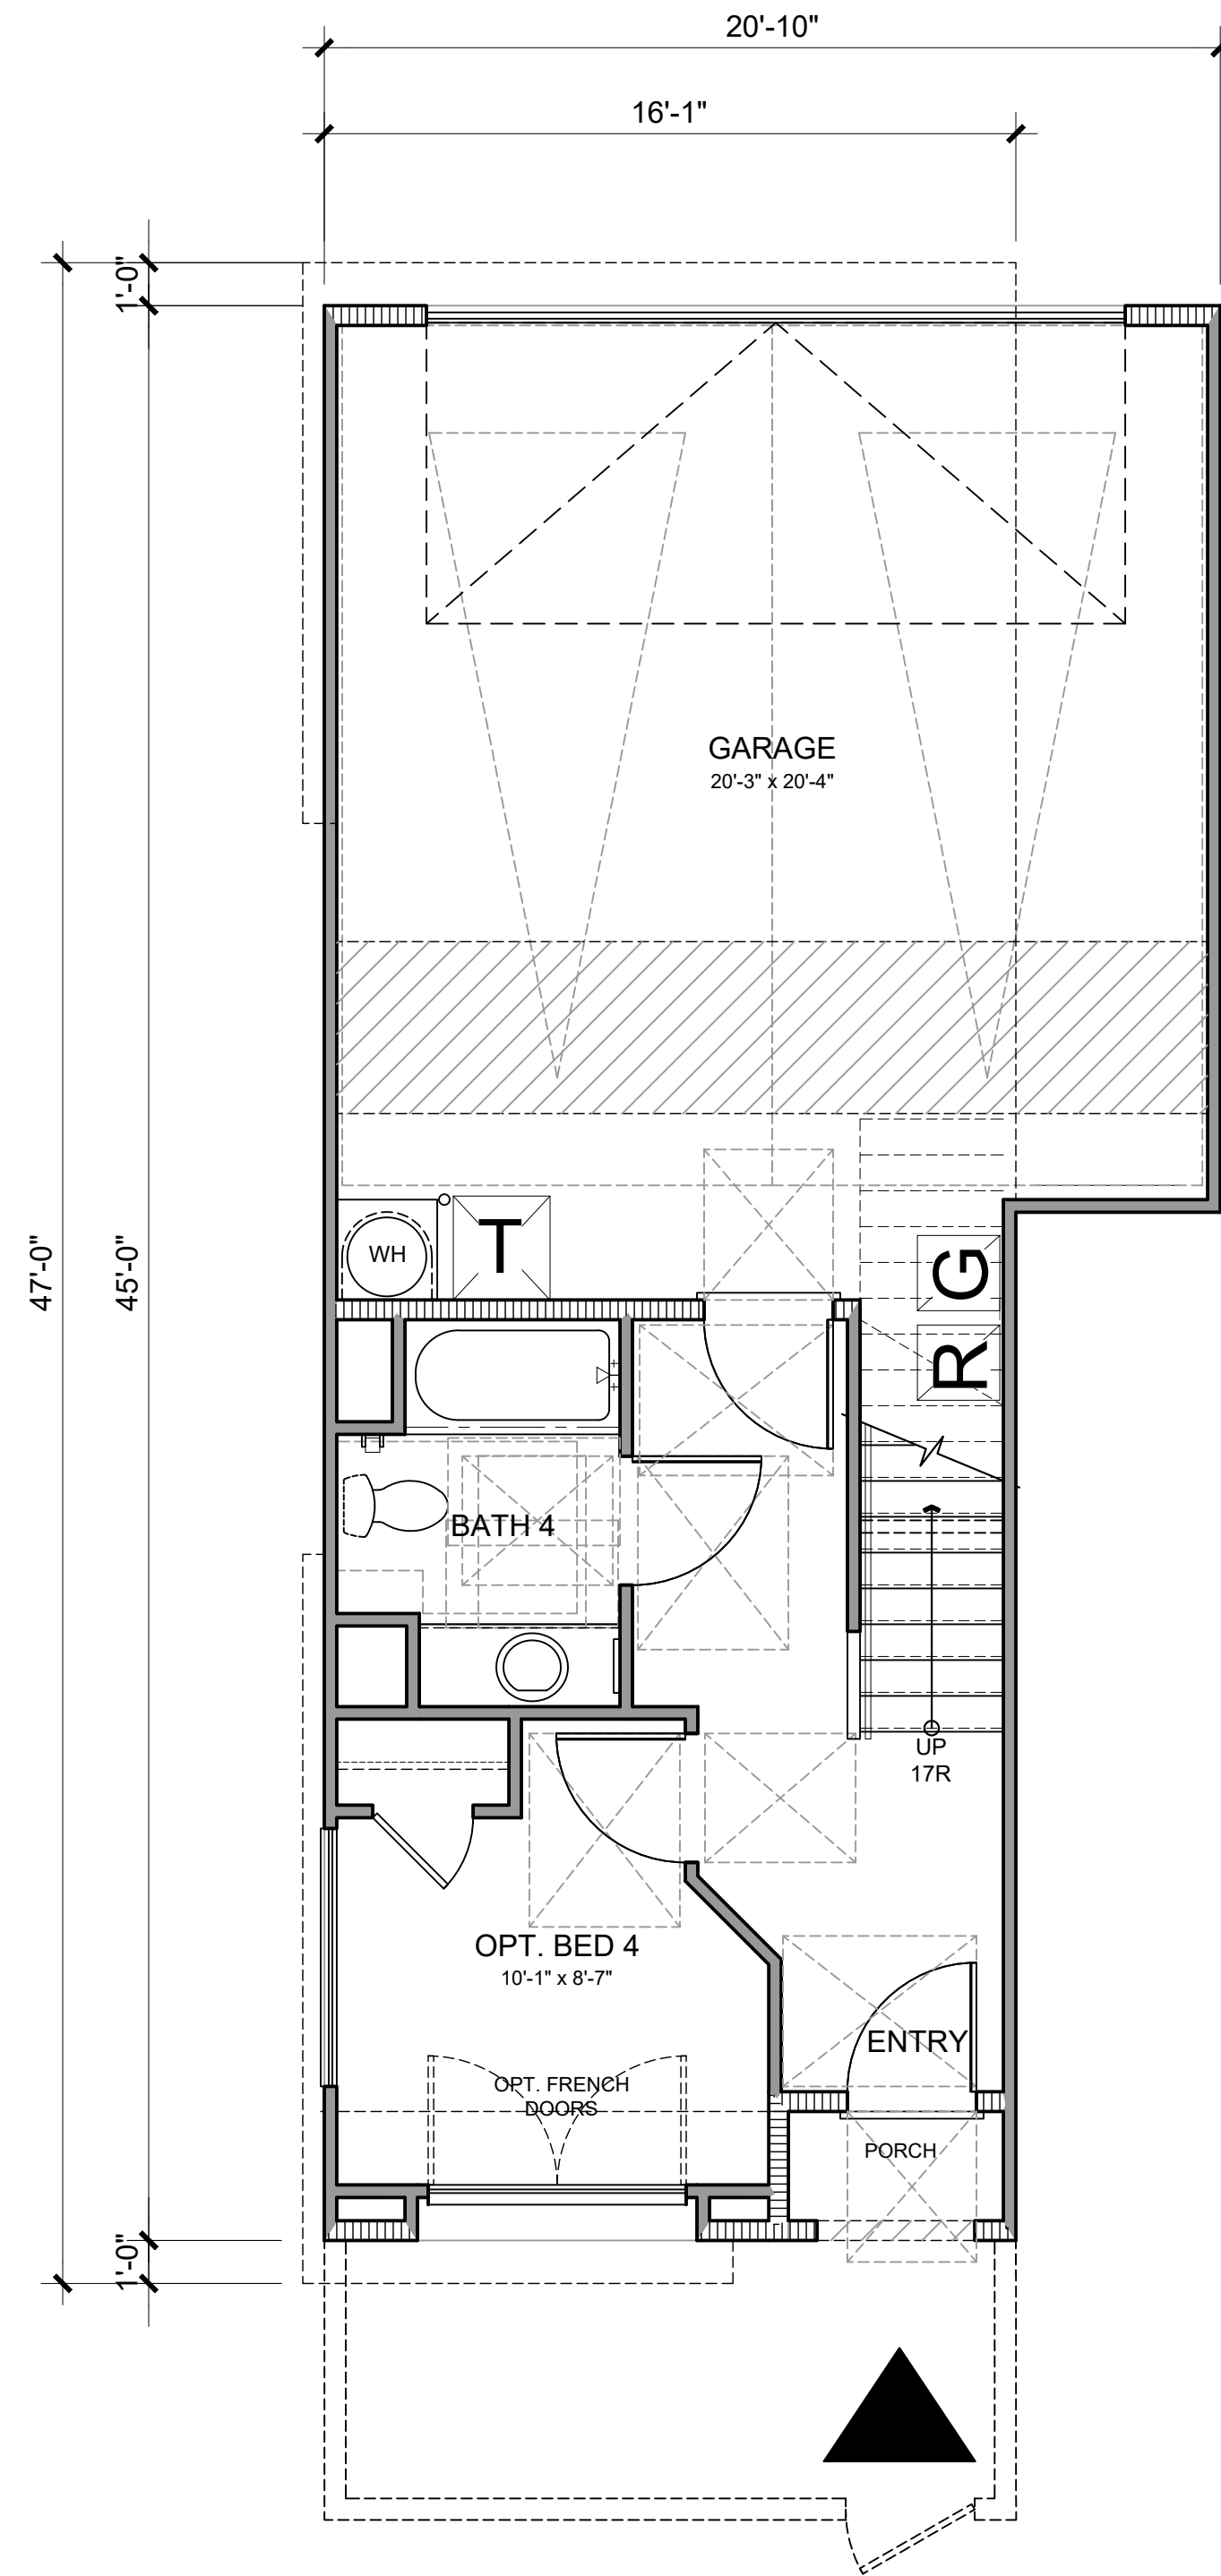 20'-10"
16'-1"
1'-0"
GARAGE
20'-3" x 20'-4"
47'-0"
45'-0"
WH
T
G
R
BATH 4
UP
17R
OPT. BED 4
10'-1" x 8'-7"
ENTRY
OPT. FRENCH
DOORS
PORCH
1'-0"